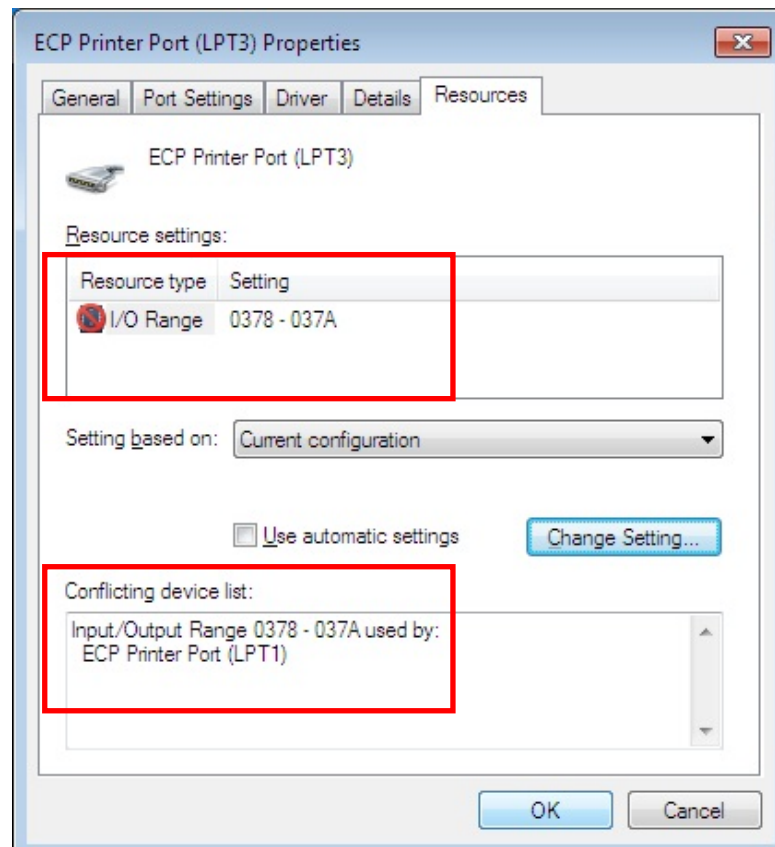 ECP Printer Port (LPT3) Properties
General Port Settings Driver Details Resources
ECP Printer Port (LPT3)
Resource settings:
Resource type Setting
I/O Range 0378 - 037A
Setting based on: Current configuration
Use automatic settings Change Setting...
Conflicting device list:
Input/Output Range 0378 - 037A used by:
ECP Printer Port (LPT1)
OK Cancel